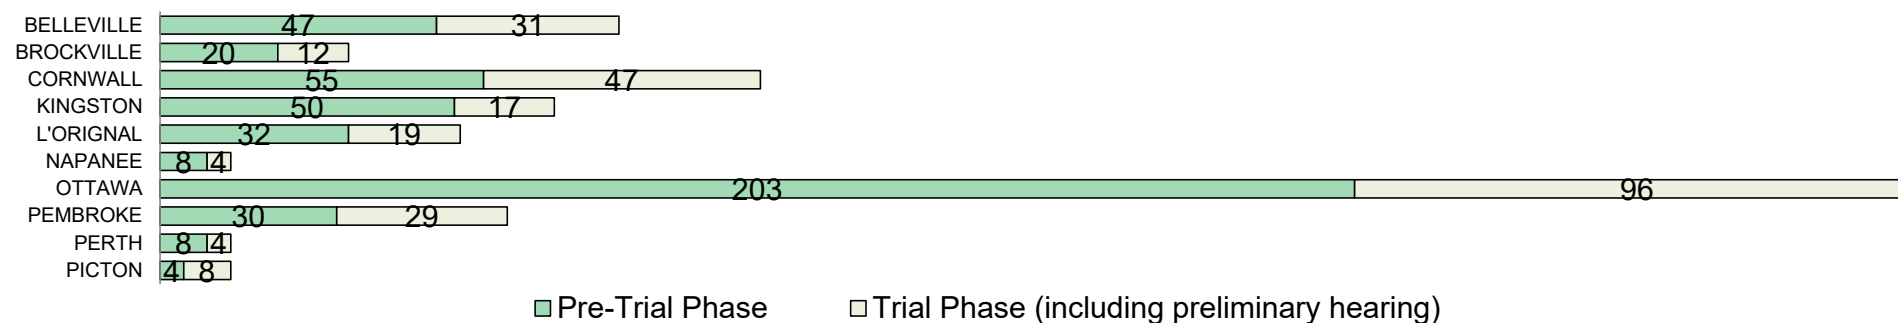 BELLEVILLE 47 31
BROCKVILLE 20 12
CORNWALL 55 47
KINGSTON 50 17
L'ORIGNAL 32 19
NAPANEE 8 4
OTTAWA 203 96
PEMBROKE 30 29
PERTH 8 4
PICTON 4 8
Pre-Trial Phase Trial Phase (including preliminary hearing)